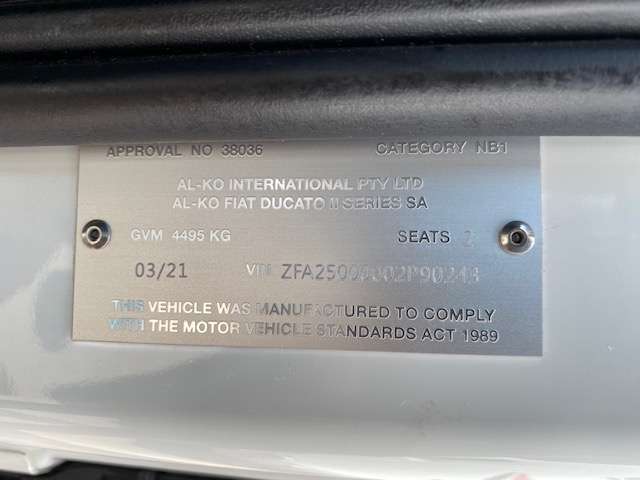 APPROVAL NO 38036 CATEGORY NB1
AL-KO INTERNATIONAL PTY LTD
AL-KO FIAT DUCATO II SERIES SA
GVM 4495 KG SEATS 2
03/21 VIN
THIS VEHICLE WAS MANUFACTURED TO COMPLY
WITH THE MOTOR VEHICLE STANDARDS ACT 1989